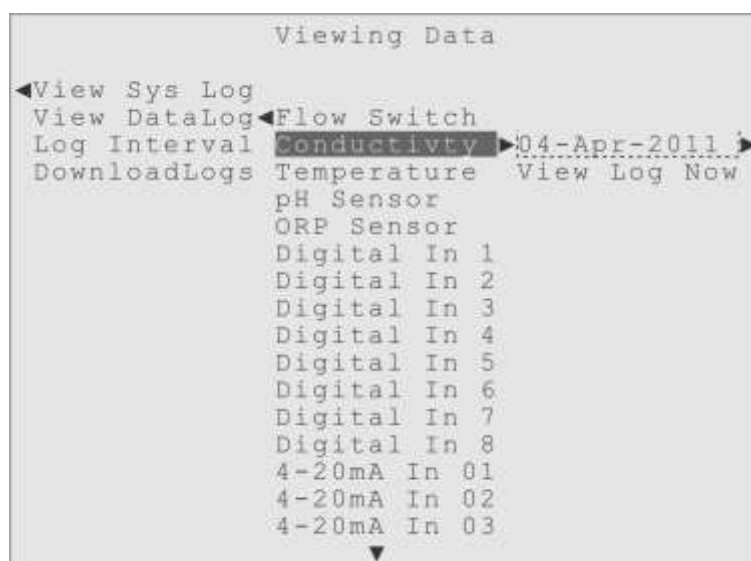 Viewing Data
◀View Sys Log
View DataLog◀Flow Switch
Log Interval Conductivty ▶04-Apr-2011 ▶
DownloadLogs Temperature View Log Now
pH Sensor
ORP Sensor
Digital In 1
Digital In 2
Digital In 3
Digital In 4
Digital In 5
Digital In 6
Digital In 7
Digital In 8
4-20mA In 01
4-20mA In 02
4-20mA In 03
▼